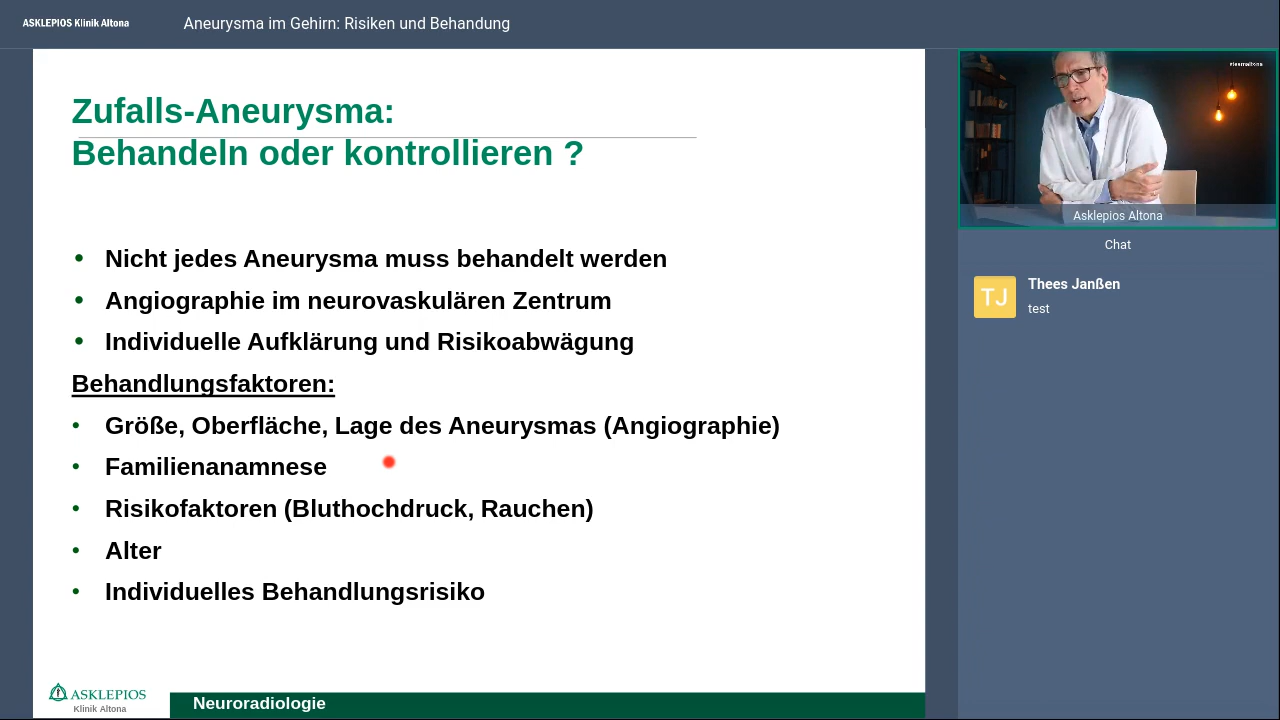 ASKLEPIOS Klinik Altona
Aneurysma im Gehirn: Risiken und Behandung
Zufalls-Aneurysma:
Behandeln oder kontrollieren ?
• Nicht jedes Aneurysma muss behandelt werden
• Angiographie im neurovaskulären Zentrum
• Individuelle Aufklärung und Risikoabwägung
Behandlungsfaktoren:
• Größe, Oberfläche, Lage des Aneurysmas (Angiographie)
• Familienanamnese
• Risikofaktoren (Bluthochdruck, Rauchen)
• Alter
• Individuelles Behandlungsrisiko
ASKLEPIOS
Klinik Altona
Neuroradiologie
#teamaltona
Asklepios Altona
Chat
TJ
Thees Janßen
test